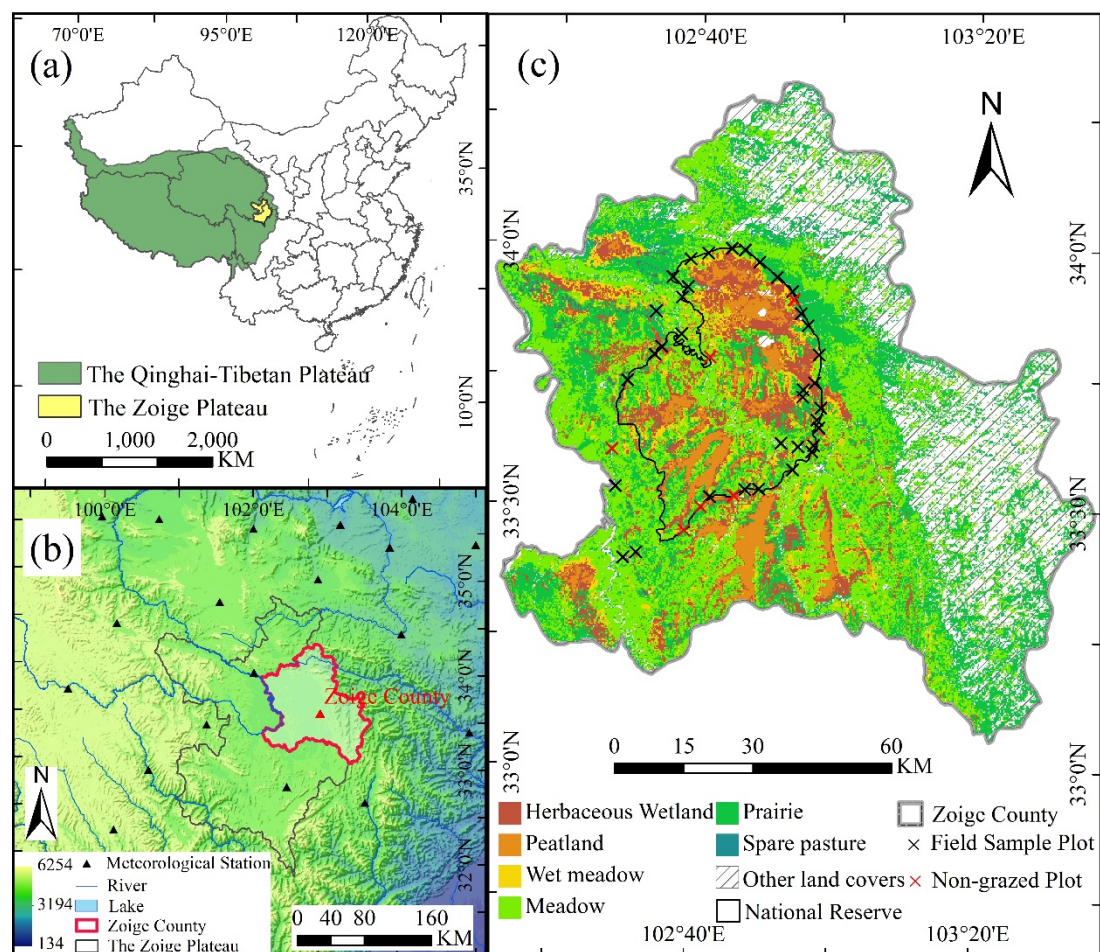 (a)
70°0'E
95°0'E
120°0'E
35°0'N
10°0'N
The Qinghai-Tibetan Plateau
The Zoige Plateau
0 1,000 2,000
KM
(b)
100°0'E
102°0'E
104°0'E
35°0'N
34°0'N
33°0'N
32°0'N
Zoige County
N
6254
3194
134
Meteorological Station
River
Lake
Zoige County
The Zoige Plateau
0 40 80 160
KM
(c)
102°40'E
103°20'E
N
34°0'N
34°0'N
33°30'N
33°30'N
33°0'N
0 15 30 60
KM
Herbaceous Wetland
Peatland
Wet meadow
Meadow
Prairie
Spare pasture
Other land covers
National Reserve
Zoige County
Field Sample Plot
Non-grazed Plot
102°40'E
103°20'E